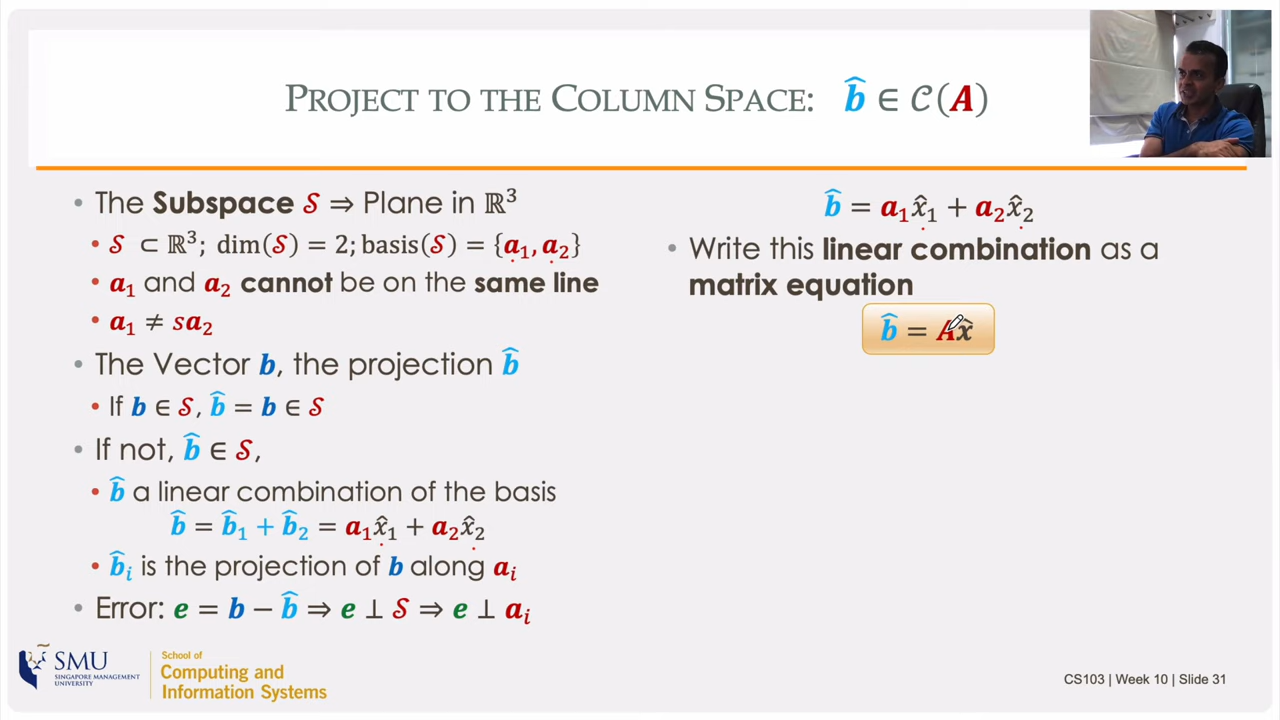 PROJECT TO THE COLUMN SPACE: b̂ ∈ 𝒞(A)
• The Subspace 𝒮 ⇒ Plane in ℝ³
• 𝒮 ⊂ ℝ³; dim(𝒮) = 2; basis(𝒮) = {a₁, a₂}
• a₁ and a₂ cannot be on the same line
• a₁ ≠ sa₂
• The Vector b, the projection b̂
• If b ∈ 𝒮, b̂ = b ∈ 𝒮
• If not, b̂ ∈ 𝒮,
• b̂ a linear combination of the basis
b̂ = b̂₁ + b̂₂ = a₁x̂₁ + a₂x̂₂
• b̂ᵢ is the projection of b along aᵢ
• Error: e = b − b̂ ⇒ e ⊥ 𝒮 ⇒ e ⊥ aᵢ
b̂ = a₁x̂₁ + a₂x̂₂
• Write this linear combination as a
matrix equation
b̂ = Ax̂
SMU
SINGAPORE MANAGEMENT
UNIVERSITY
School of
Computing and
Information Systems
CS103 | Week 10 | Slide 31